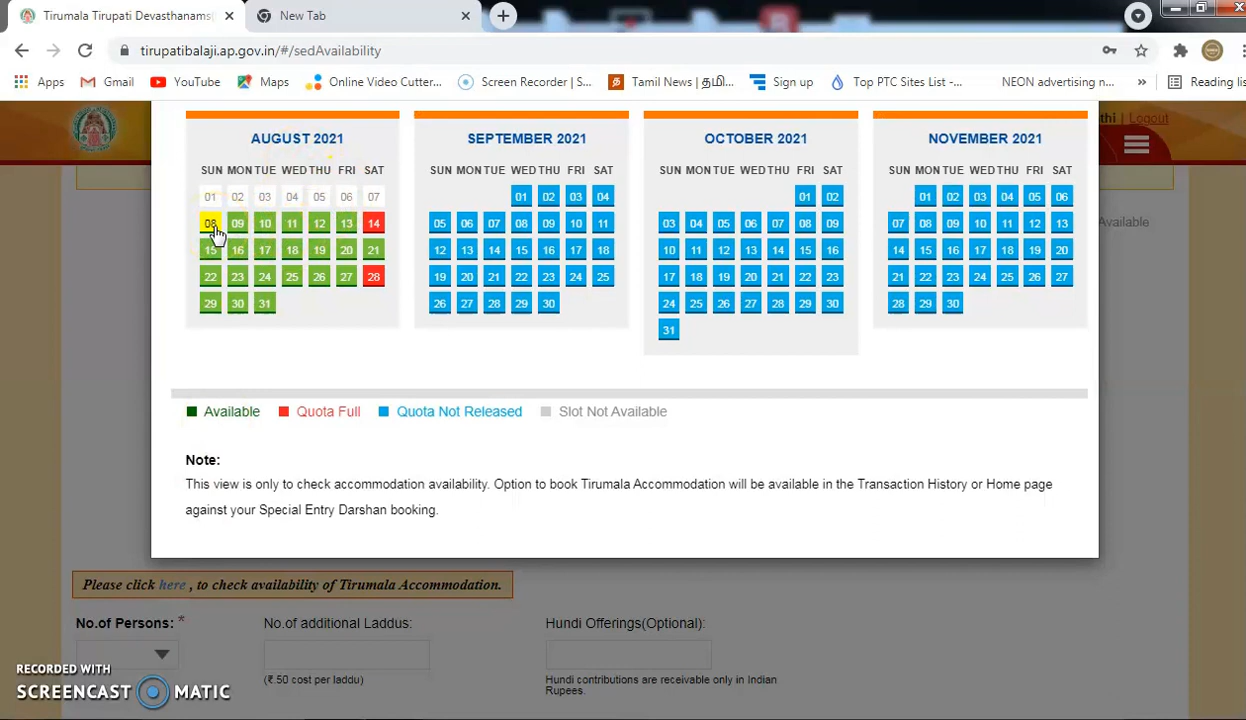 Tirumala Tirupati Devasthanams
New Tab
tirupatibalaji.ap.gov.in/#/sedAvailability
Apps Gmail YouTube Maps Online Video Cutter... Screen Recorder | S... Tamil News | தமி... Sign up Top PTC Sites List -... NEON advertising n... » Reading lis
thi | Logout
AUGUST 2021 SEPTEMBER 2021 OCTOBER 2021 NOVEMBER 2021
SUN MON TUE WED THU FRI SAT SUN MON TUE WED THU FRI SAT SUN MON TUE WED THU FRI SAT SUN MON TUE WED THU FRI SAT
01 02 03 04 05 06 07 01 02 03 04 01 02 01 02 03 04 05 06
08 09 10 11 12 13 14 05 06 07 08 09 10 11 03 04 05 06 07 08 09 07 08 09 10 11 12 13
15 16 17 18 19 20 21 12 13 14 15 16 17 18 10 11 12 13 14 15 16 14 15 16 17 18 19 20
22 23 24 25 26 27 28 19 20 21 22 23 24 25 17 18 19 20 21 22 23 21 22 23 24 25 26 27
29 30 31 26 27 28 29 30 24 25 26 27 28 29 30 28 29 30
31
Available
Available Quota Full Quota Not Released Slot Not Available
Note:
This view is only to check accommodation availability. Option to book Tirumala Accommodation will be available in the Transaction History or Home page
against your Special Entry Darshan booking.
Please click here , to check availability of Tirumala Accommodation.
No.of Persons: * No.of additional Laddus: Hundi Offerings(Optional):
(₹.50 cost per laddu) Hundi contributions are receivable only in Indian
Rupees.
RECORDED WITH
SCREENCAST MATIC